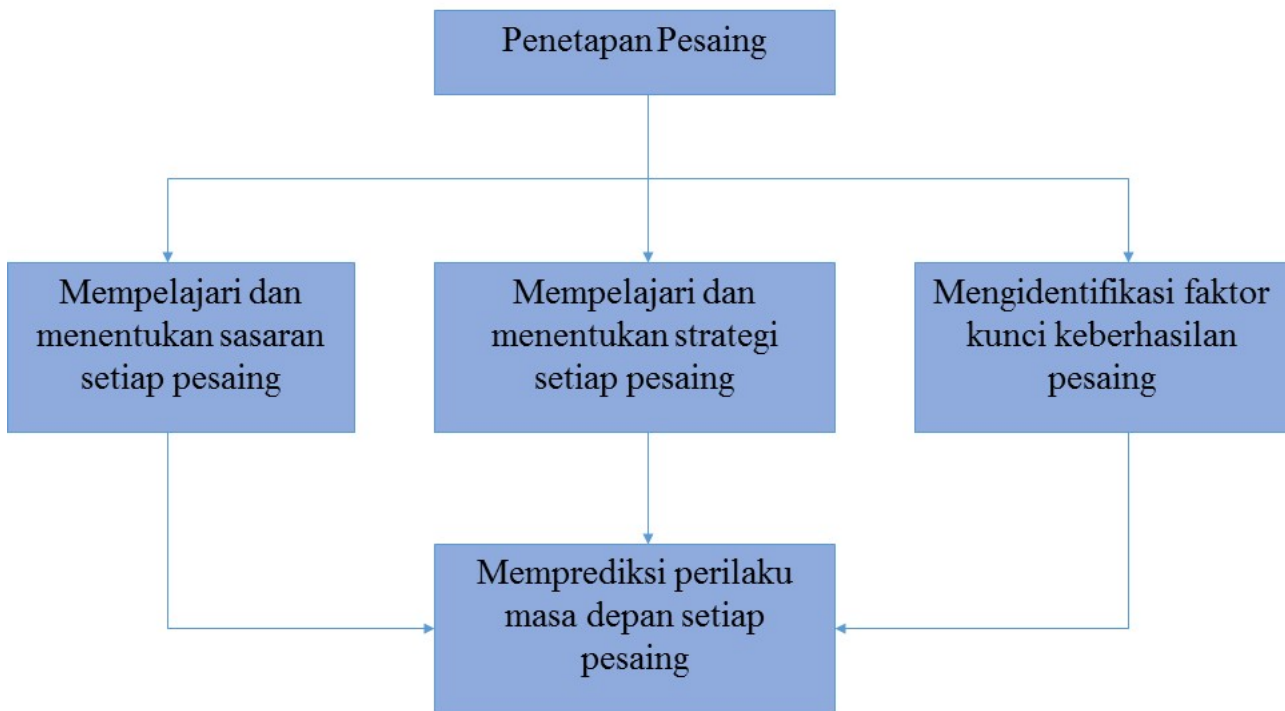 Penetapan Pesaing
Mempelajari dan
menentukan sasaran
setiap pesaing
Mempelajari dan
menentukan strategi
setiap pesaing
Mengidentifikasi faktor
kunci keberhasilan
pesaing
Memprediksi perilaku
masa depan setiap
pesaing